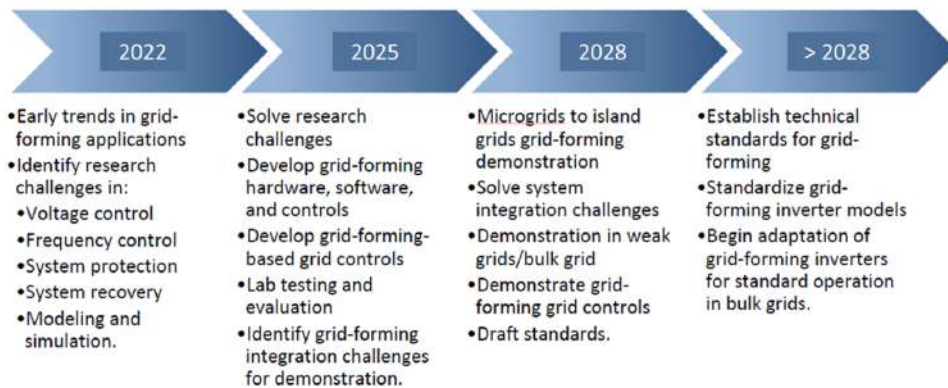 2022
•Early trends in grid-
forming applications
•Identify research
challenges in:
•Voltage control
•Frequency control
•System protection
•System recovery
•Modeling and
simulation.
2025
•Solve research
challenges
•Develop grid-forming
hardware, software,
and controls
•Develop grid-forming-
based grid controls
•Lab testing and
evaluation
•Identify grid-forming
integration challenges
for demonstration.
2028
•Microgrids to island
grids grid-forming
demonstration
•Solve system
integration challenges
•Demonstration in weak
grids/bulk grid
•Demonstrate grid-
forming grid controls
•Draft standards.
> 2028
•Establish technical
standards for grid-
forming
•Standardize grid-
forming inverter models
•Begin adaptation of
grid-forming inverters
for standard operation
in bulk grids.